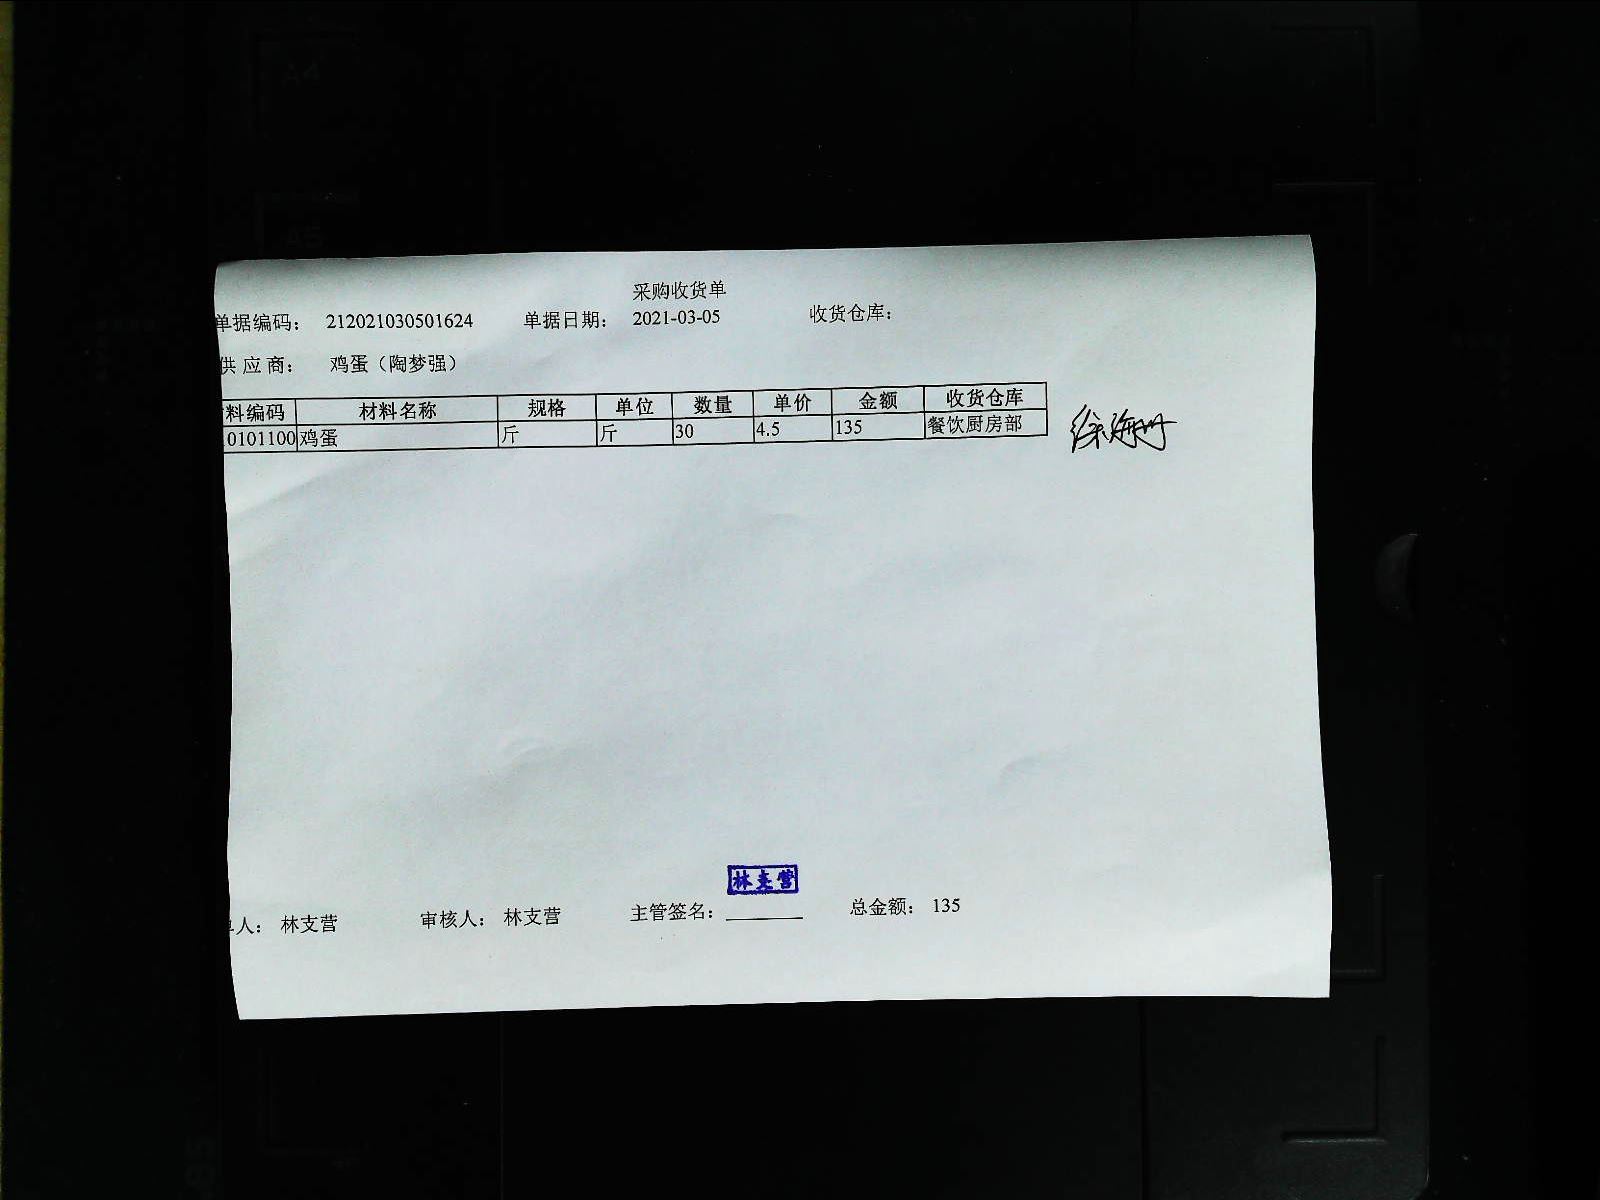 采购收货单
单据编码： 212021030501624 单据日期： 2021-03-05 收货仓库：
供 应 商： 鸡蛋（陶梦强）
料编码 材料名称 规格 单位 数量 单价 金额 收货仓库
0101100 鸡蛋 斤 斤 30 4.5 135 餐饮厨房部
徐海丹
林支营
单人： 林支营 审核人： 林支营 主管签名： 总金额： 135